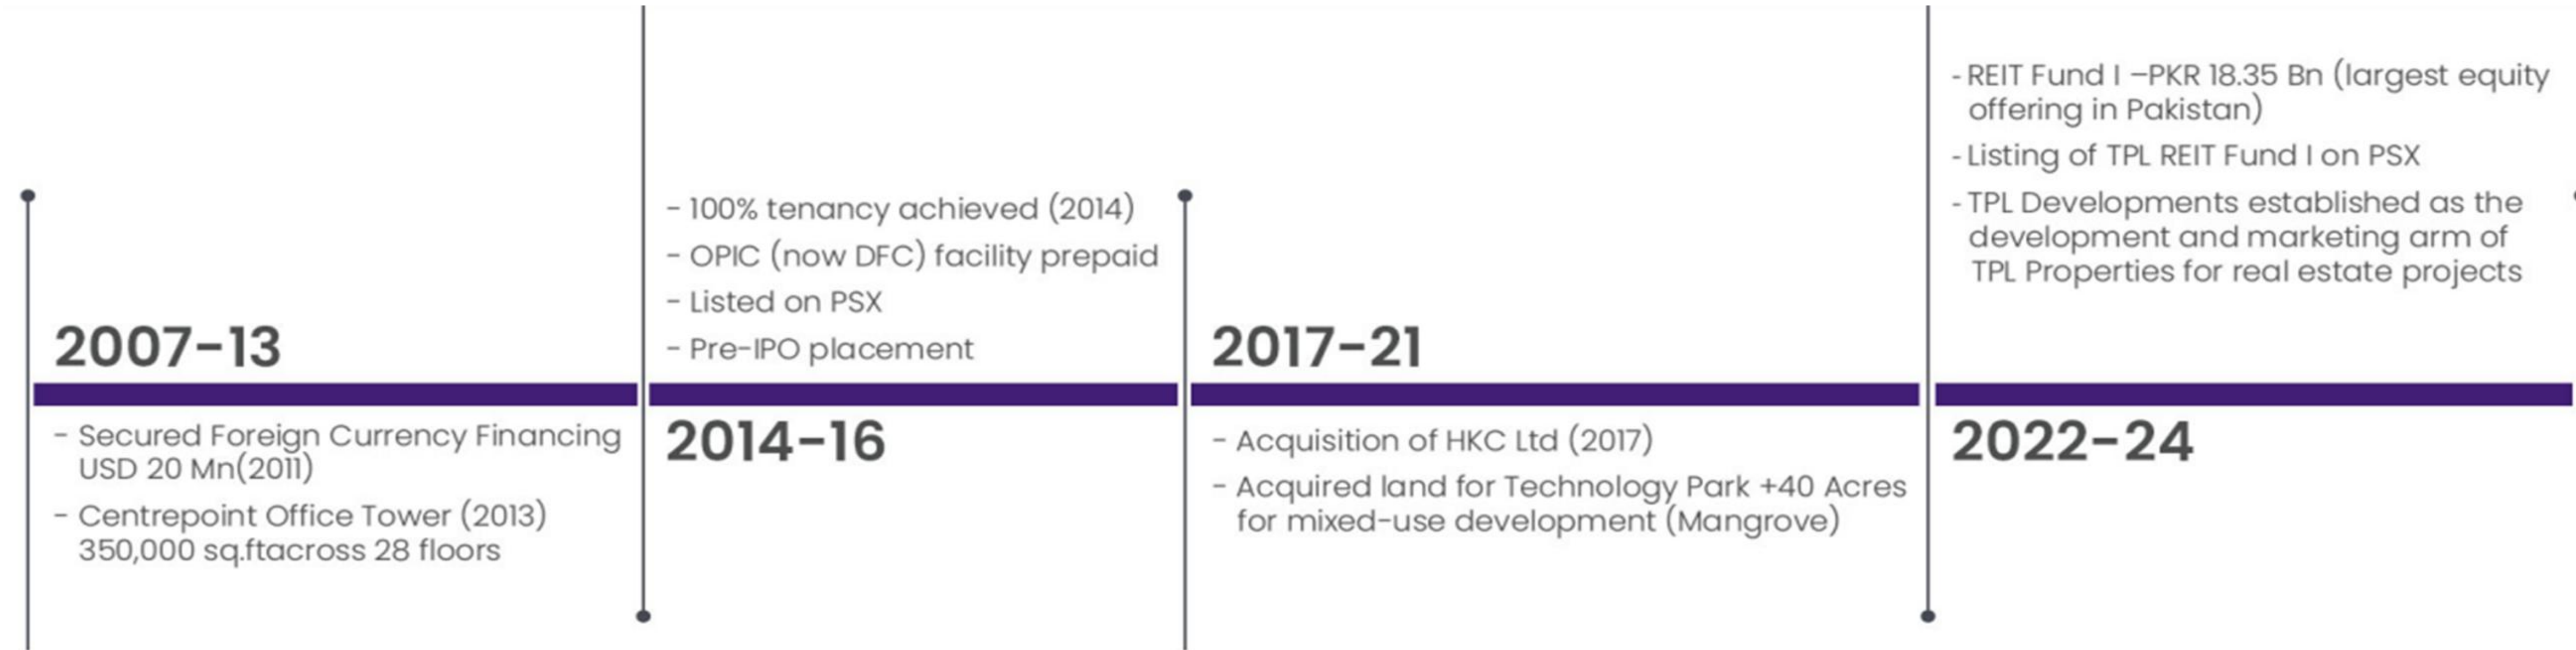 2007-13
- Secured Foreign Currency Financing
USD 20 Mn(2011)
- Centrepoint Office Tower (2013)
350,000 sq.ftacross 28 floors
- 100% tenancy achieved (2014)
- OPIC (now DFC) facility prepaid
- Listed on PSX
- Pre-IPO placement
2014-16
2017-21
- Acquisition of HKC Ltd (2017)
- Acquired land for Technology Park +40 Acres
for mixed-use development (Mangrove)
- REIT Fund I –PKR 18.35 Bn (largest equity
offering in Pakistan)
- Listing of TPL REIT Fund I on PSX
- TPL Developments established as the
development and marketing arm of
TPL Properties for real estate projects
2022-24